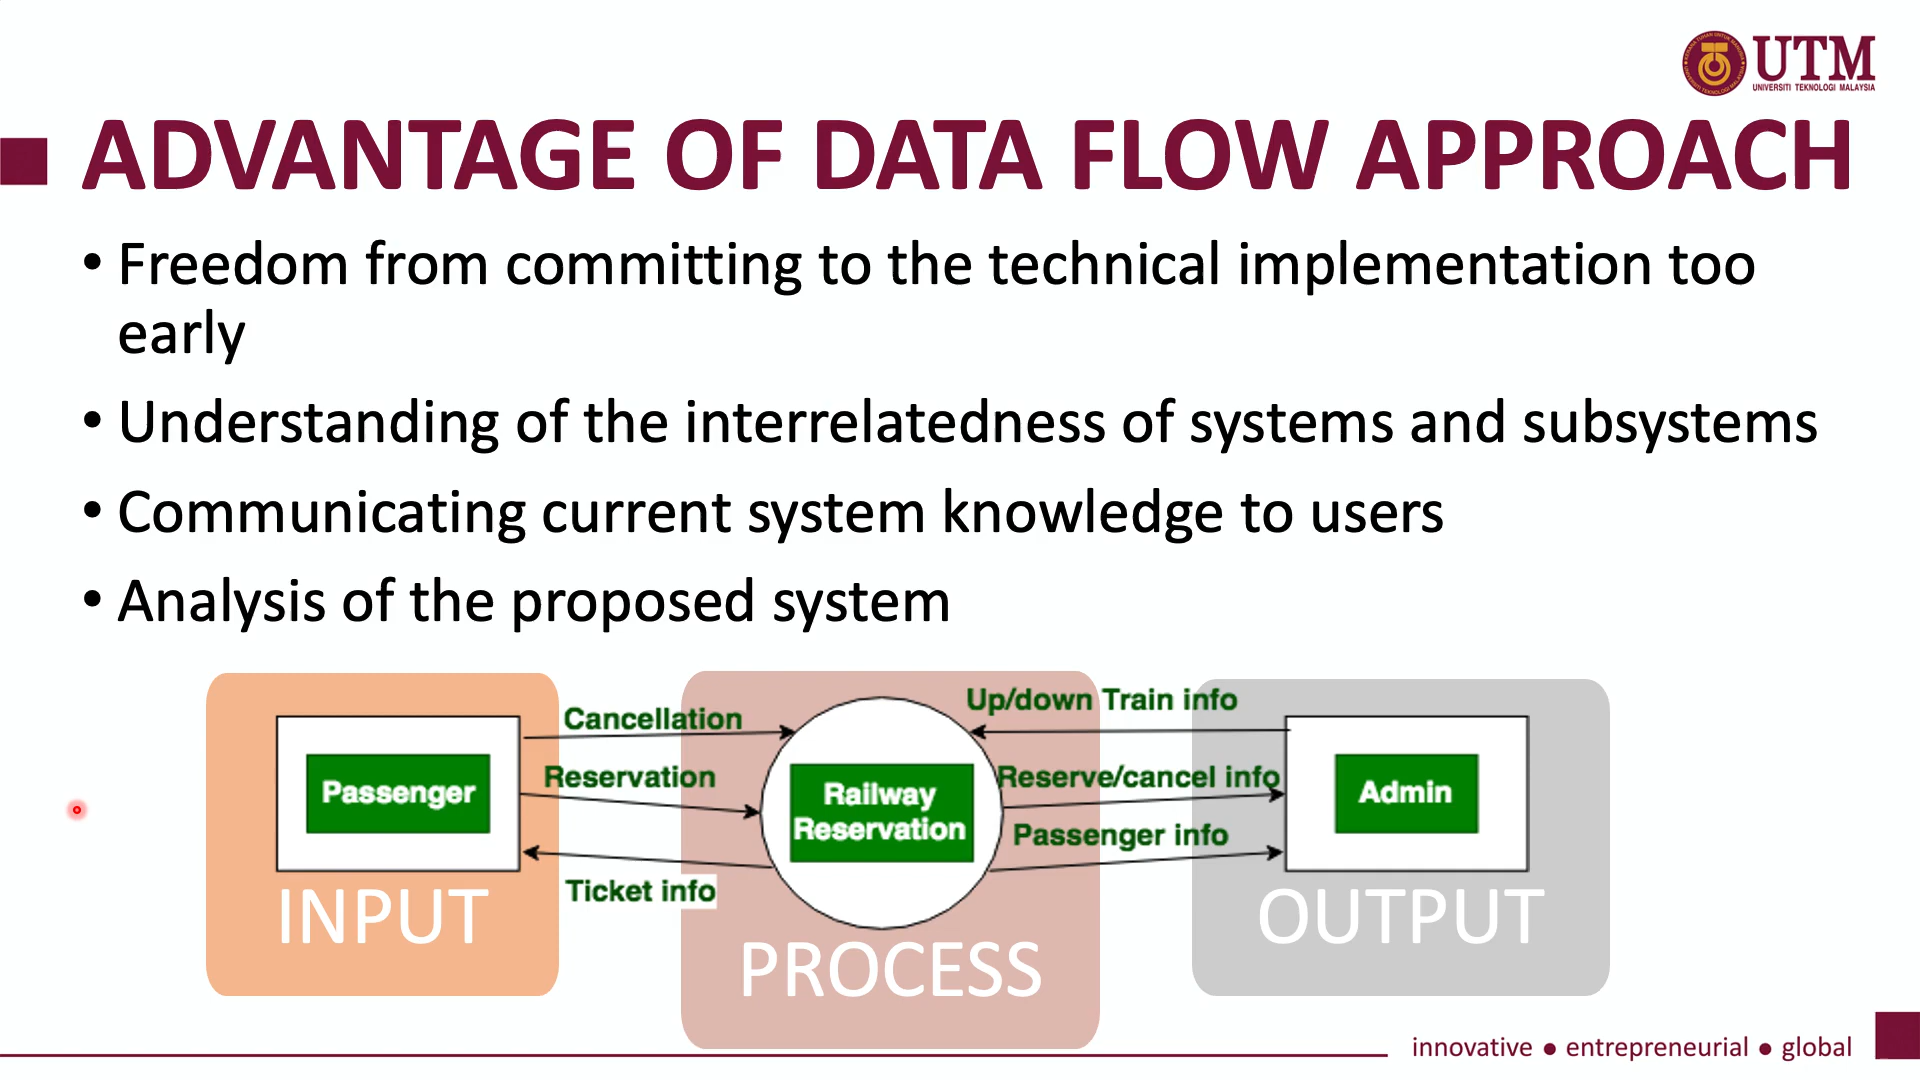 UTM
UNIVERSITI TEKNOLOGI MALAYSIA
ADVANTAGE OF DATA FLOW APPROACH
• Freedom from committing to the technical implementation too
early
• Understanding of the interrelatedness of systems and subsystems
• Communicating current system knowledge to users
• Analysis of the proposed system
Cancellation
Up/down Train info
Passenger
Reservation
Railway
Reservation
Reserve/cancel info
Admin
Passenger info
Ticket info
INPUT
PROCESS
OUTPUT
innovative ● entrepreneurial ● global